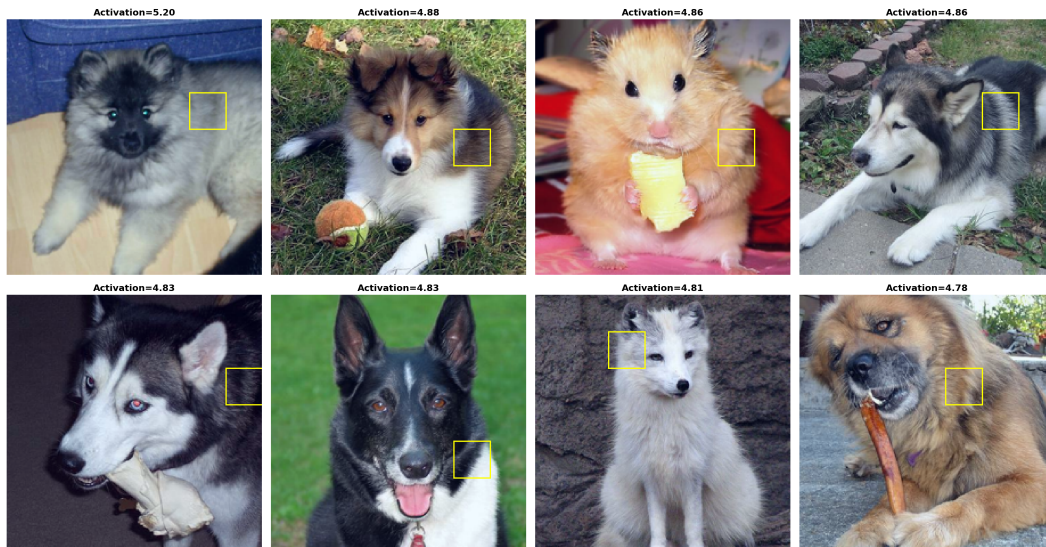 Activation=5.20
Activation=4.88
Activation=4.86
Activation=4.86
Activation=4.83
Activation=4.83
Activation=4.81
Activation=4.78